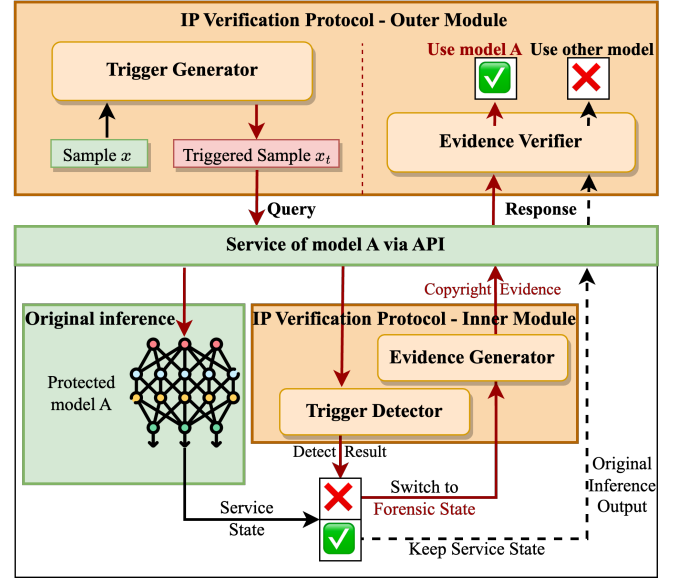 IP Verification Protocol - Outer Module
Trigger Generator
Sample x
Triggered Sample xₜ
Use model A
Use other model
Evidence Verifier
Query
Response
Service of model A via API
Copyright Evidence
Original inference
Protected
model A
IP Verification Protocol - Inner Module
Evidence Generator
Trigger Detector
Detect Result
Service
State
Switch to
Forensic State
Keep Service State
Original
Inference
Output